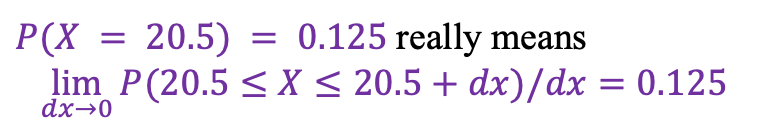 P(X = 20.5) = 0.125 really means
lim P(20.5 ≤ X ≤ 20.5 + dx)/dx = 0.125
dx→0